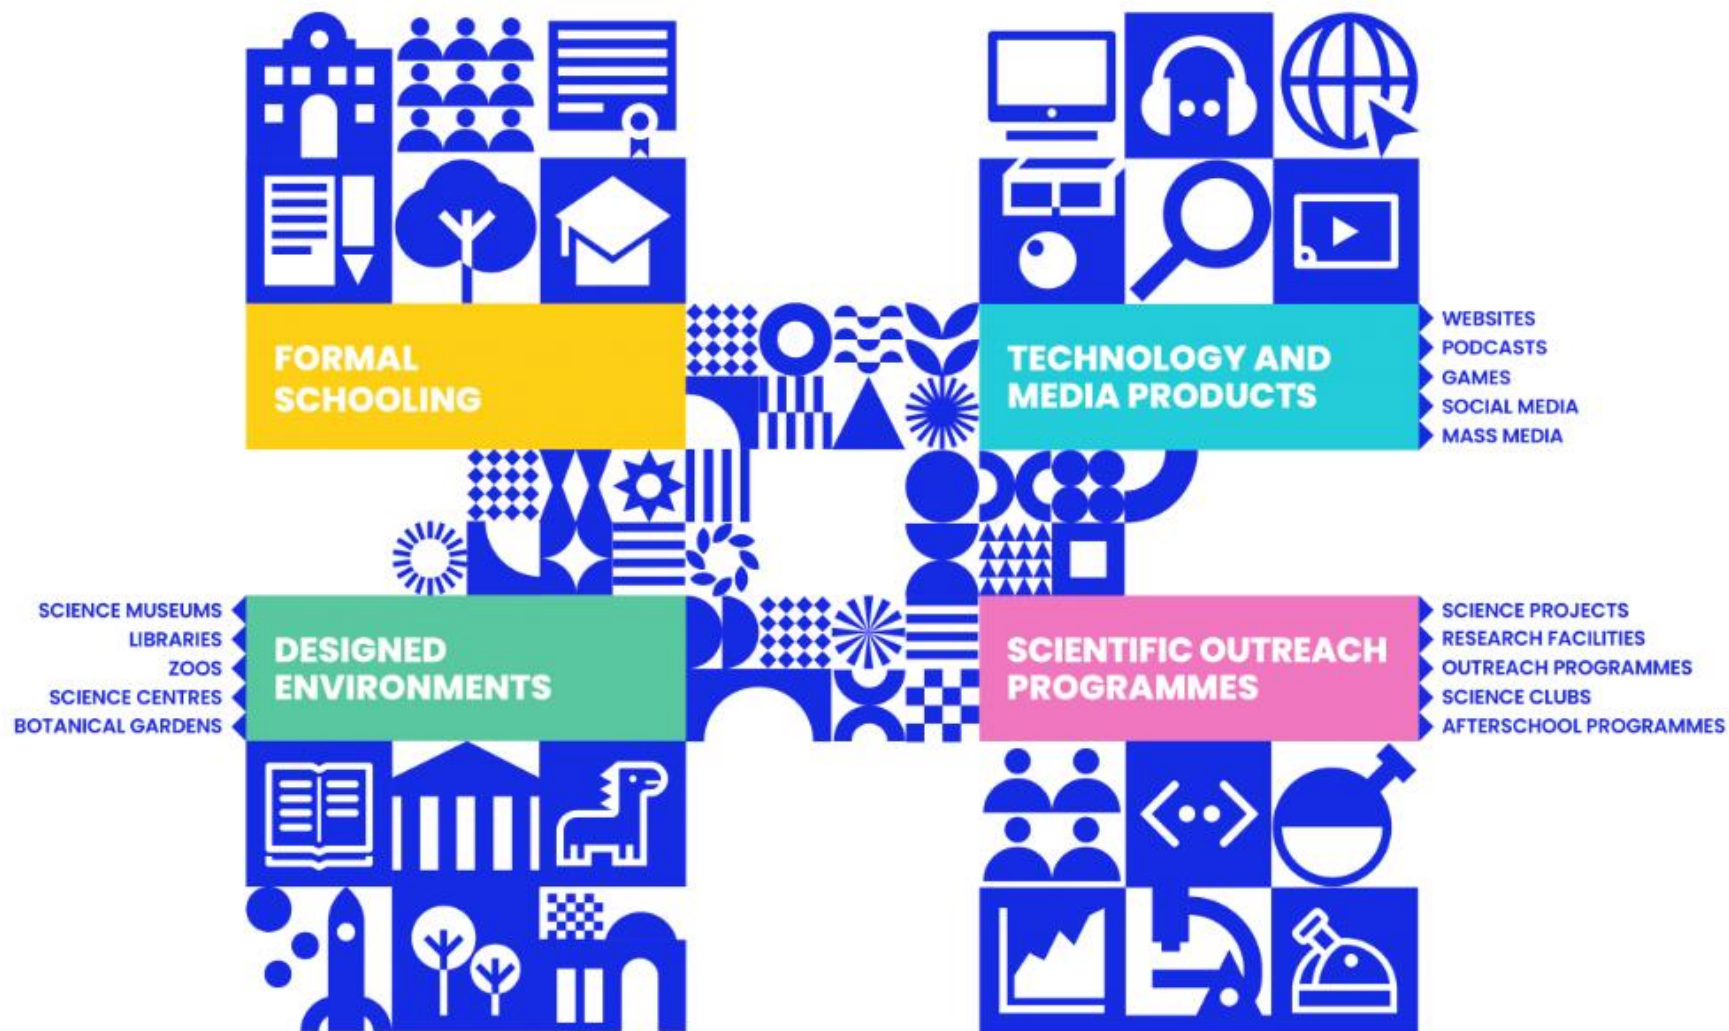 FORMAL
SCHOOLING
TECHNOLOGY AND
MEDIA PRODUCTS
WEBSITES
PODCASTS
GAMES
SOCIAL MEDIA
MASS MEDIA
SCIENCE MUSEUMS
LIBRARIES
ZOOS
SCIENCE CENTRES
BOTANICAL GARDENS
DESIGNED
ENVIRONMENTS
SCIENTIFIC OUTREACH
PROGRAMMES
SCIENCE PROJECTS
RESEARCH FACILITIES
OUTREACH PROGRAMMES
SCIENCE CLUBS
AFTERSCHOOL PROGRAMMES